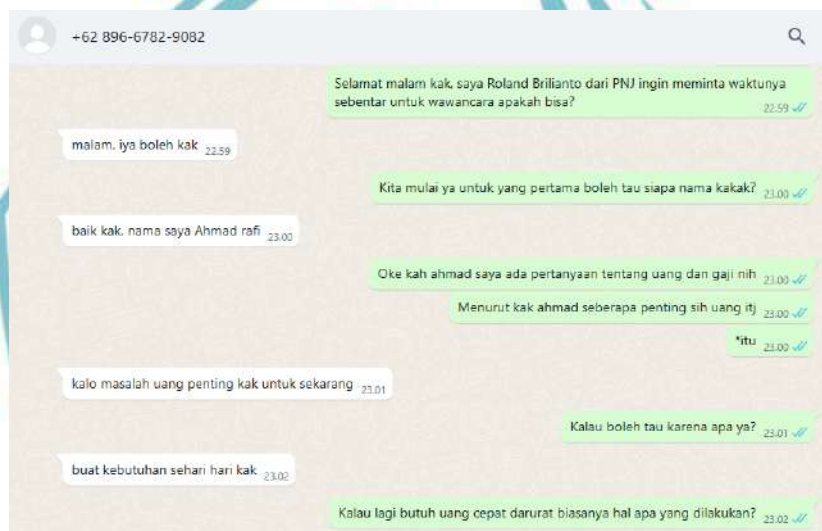 +62 896-6782-9082
Selamat malam kak, saya Roland Brilianto dari PNJ ingin meminta waktunya
sebentar untuk wawancara apakah bisa?
22.59
malam. iya boleh kak 22.59
Kita mulai ya untuk yang pertama boleh tau siapa nama kakak? 23.00
baik kak. nama saya Ahmad rafi 23.00
Oke kah ahmad saya ada pertanyaan tentang uang dan gaji nih 23.00
Menurut kak ahmad seberapa penting sih uang itj 23.00
*itu 23.00
kalo masalah uang penting kak untuk sekarang 23.01
Kalau boleh tau karena apa ya? 23.01
buat kebutuhan sehari hari kak 23.02
Kalau lagi butuh uang cepat darurat biasanya hal apa yang dilakukan? 23.02